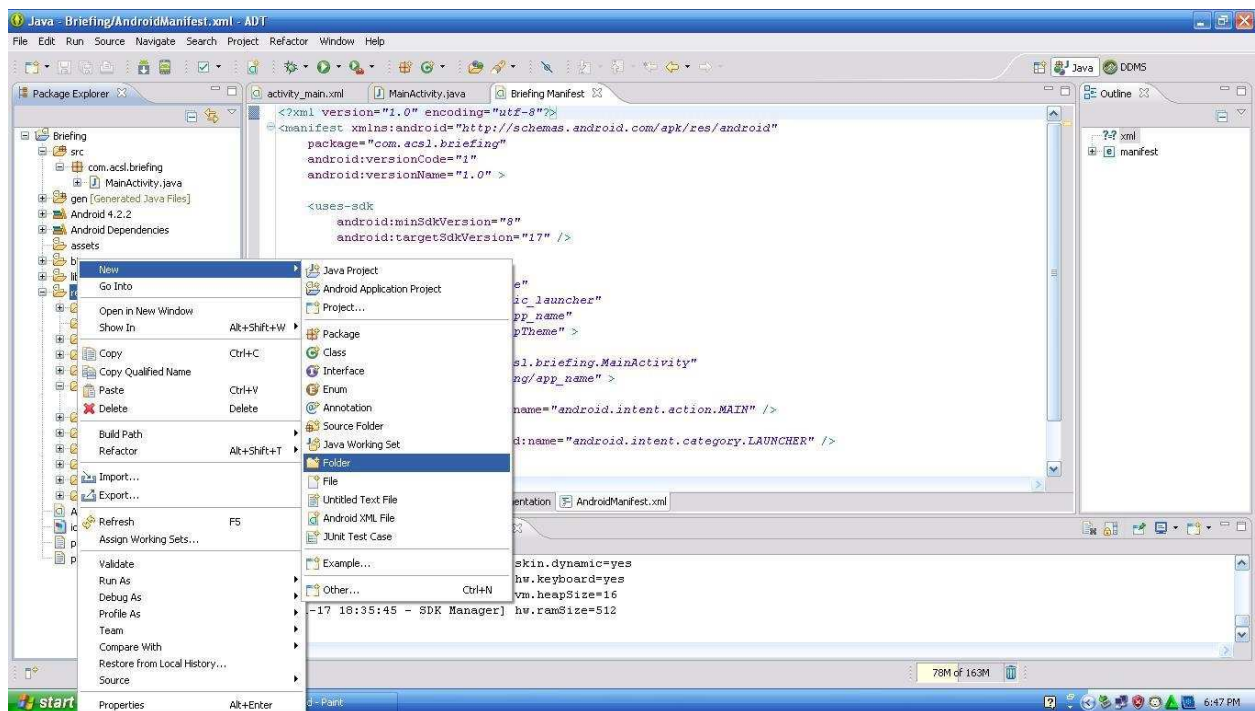 Java - Briefing/AndroidManifest.xml - ADT
File Edit Run Source Navigate Search Project Refactor Window Help
Java DDMS
Package Explorer
activity_main.xml MainActivity.java Briefing Manifest
Outline
Briefing
src
com.acsl.briefing
MainActivity.java
gen [Generated Java Files]
Android 4.2.2
Android Dependencies
assets
<?xml version="1.0" encoding="utf-8"?>
<manifest xmlns:android="http://schemas.android.com/apk/res/android"
package="com.acsl.briefing"
android:versionCode="1"
android:versionName="1.0" >
<uses-sdk
android:minSdkVersion="8"
android:targetSdkVersion="17" />
e"
ic_launcher"
pp_name"
pTheme" >
sl.briefing.MainActivity"
ng/app_name" >
name="android.intent.action.MAIN" />
d:name="android.intent.category.LAUNCHER" />
?=? xml
e manifest
New
Go Into
Open in New Window
Show In Alt+Shift+W
Copy Ctrl+C
Copy Qualified Name
Paste Ctrl+V
Delete Delete
Build Path
Refactor Alt+Shift+T
Import...
Export...
Refresh F5
Assign Working Sets...
Validate
Run As
Debug As
Profile As
Team
Compare With
Restore from Local History...
Source
Properties Alt+Enter
Java Project
Android Application Project
Project...
Package
Class
Interface
Enum
Annotation
Source Folder
Java Working Set
Folder
File
Untitled Text File
Android XML File
JUnit Test Case
Example...
Other... Ctrl+N
entation AndroidManifest.xml
skin.dynamic=yes
hw.keyboard=yes
vm.heapSize=16
-17 18:35:45 - SDK Manager] hw.ramSize=512
78M of 163M
start
d - Paint
6:47 PM